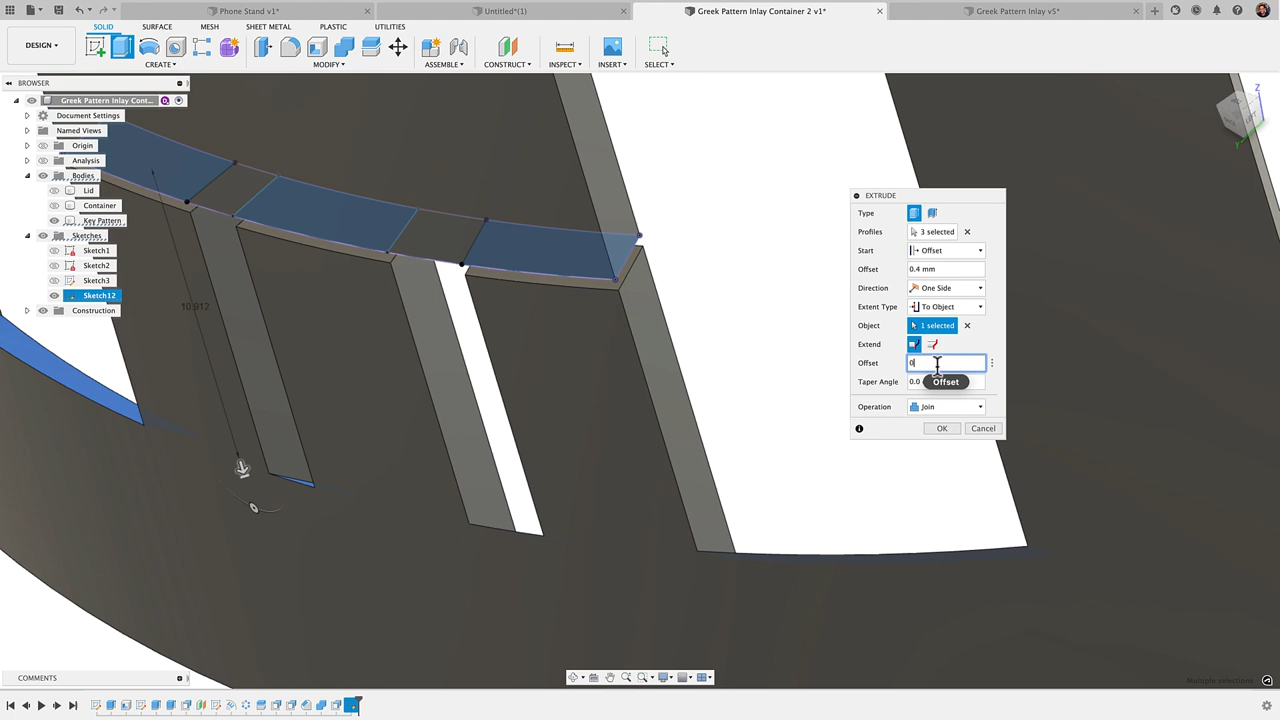 Phone Stand v1*
Untitled*(1)
Greek Pattern Inlay Container 2 v1*
Greek Pattern Inlay v5*
DESIGN
SOLID
SURFACE
MESH
SHEET METAL
PLASTIC
UTILITIES
CREATE
MODIFY
ASSEMBLE
CONSTRUCT
INSPECT
INSERT
SELECT
BROWSER
Greek Pattern Inlay Cont...
Document Settings
Named Views
Origin
Analysis
Bodies
Lid
Container
Key Pattern
Sketches
Sketch1
Sketch2
Sketch3
Sketch12
Construction
10.912
Z
Y
LEFT
EXTRUDE
Type
Profiles 3 selected
Start Offset
Offset 0.4 mm
Direction One Side
Extent Type To Object
Object 1 selected
Extend
Offset 0
Taper Angle 0.0
Offset
Operation Join
OK Cancel
COMMENTS
Multiple selections